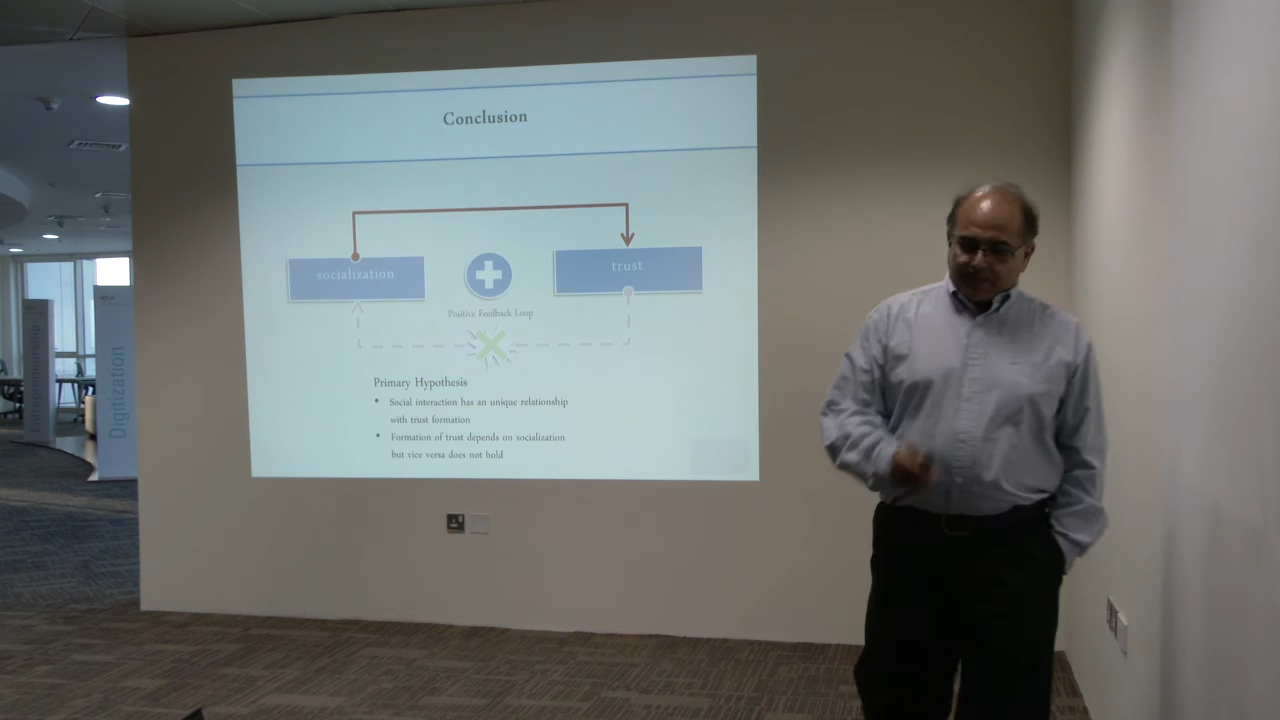 Conclusion
socialization
trust
Positive Feedback Loop
Primary Hypothesis
• Social interaction has an unique relationship
with trust formation
• Formation of trust depends on socialization
but vice versa does not hold
Entrepreneurship
Digitization